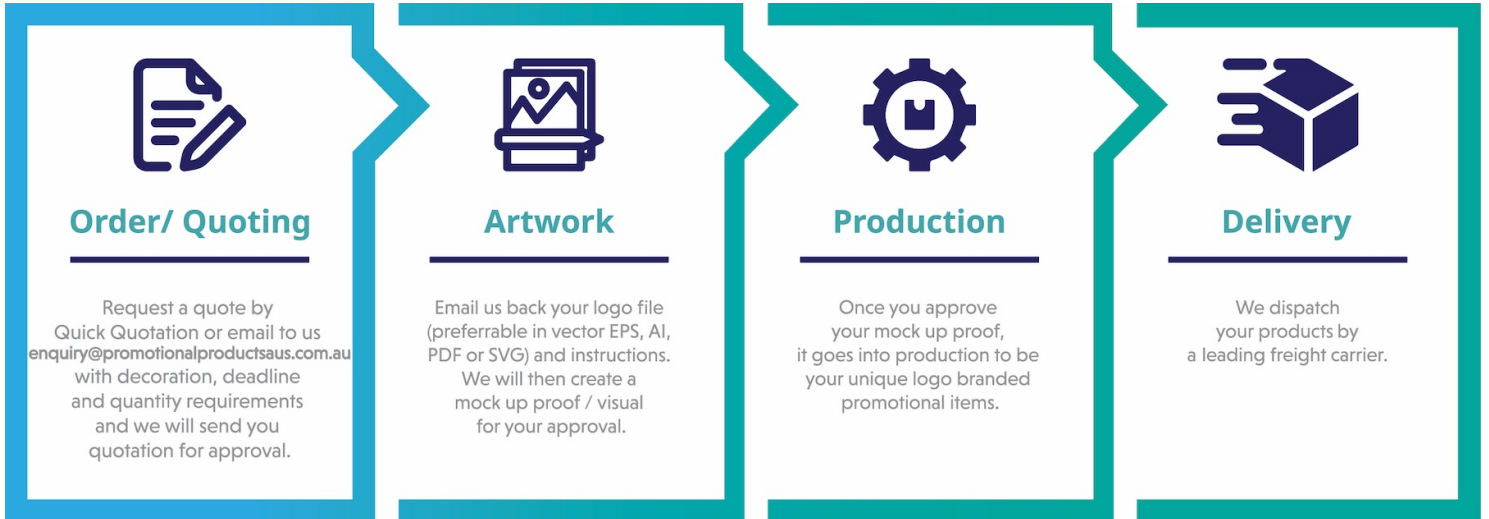 Order/ Quoting
Request a quote by
Quick Quotation or email to us
enquiry@promotionalproductsaus.com.au
with decoration, deadline
and quantity requirements
and we will send you
quotation for approval.
Artwork
Email us back your logo file
(preferrable in vector EPS, AI,
PDF or SVG) and instructions.
We will then create a
mock up proof / visual
for your approval.
Production
Once you approve
your mock up proof,
it goes into production to be
your unique logo branded
promotional items.
Delivery
We dispatch
your products by
a leading freight carrier.